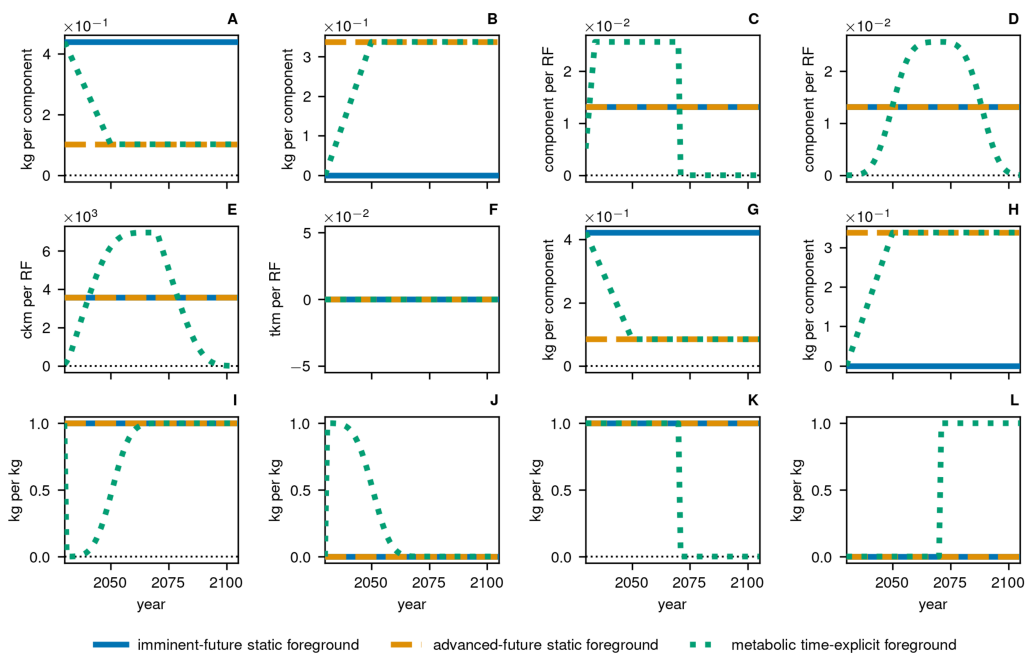 A
B
C
D
×10⁻¹
×10⁻¹
×10⁻²
×10⁻²
kg per component
4
2
0
kg per component
3
2
1
0
component per RF
2
1
0
component per RF
2
1
0
E
F
G
H
×10³
×10⁻²
×10⁻¹
×10⁻¹
ckm per RF
6
4
2
0
tkm per RF
5
0
−5
kg per component
4
2
0
kg per component
3
2
1
0
I
J
K
L
kg per kg
1.0
0.5
0.0
kg per kg
1.0
0.5
0.0
kg per kg
1.0
0.5
0.0
kg per kg
1.0
0.5
0.0
2050 2075 2100
2050 2075 2100
2050 2075 2100
2050 2075 2100
year
year
year
year
imminent-future static foreground
advanced-future static foreground
metabolic time-explicit foreground